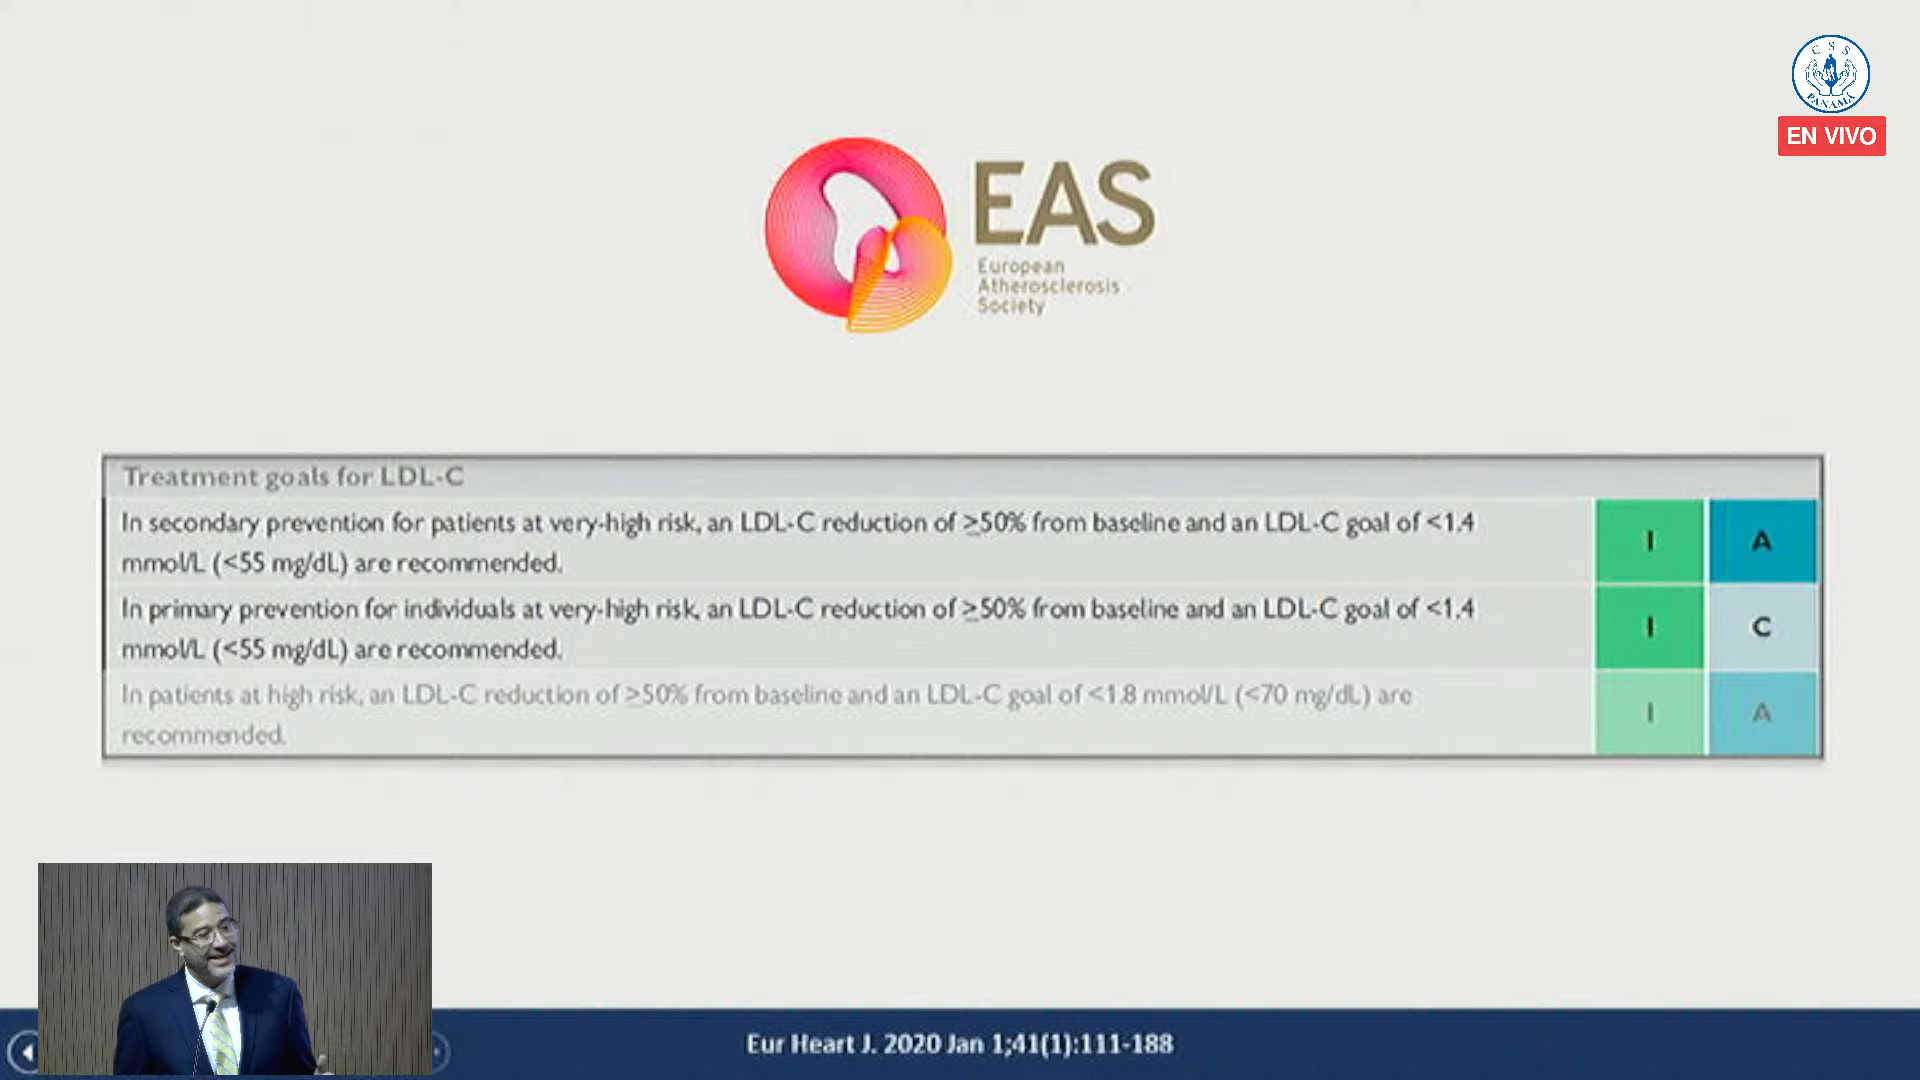 CSS
PANAMÁ
EN VIVO
EAS
European
Atherosclerosis
Society
Treatment goals for LDL-C
In secondary prevention for patients at very-high risk, an LDL-C reduction of ≥50% from baseline and an LDL-C goal of <1.4
mmol/L (<55 mg/dL) are recommended.
I
A
In primary prevention for individuals at very-high risk, an LDL-C reduction of ≥50% from baseline and an LDL-C goal of <1.4
mmol/L (<55 mg/dL) are recommended.
I
C
In patients at high risk, an LDL-C reduction of ≥50% from baseline and an LDL-C goal of <1.8 mmol/L (<70 mg/dL) are
recommended.
I
A
Eur Heart J. 2020 Jan 1;41(1):111-188